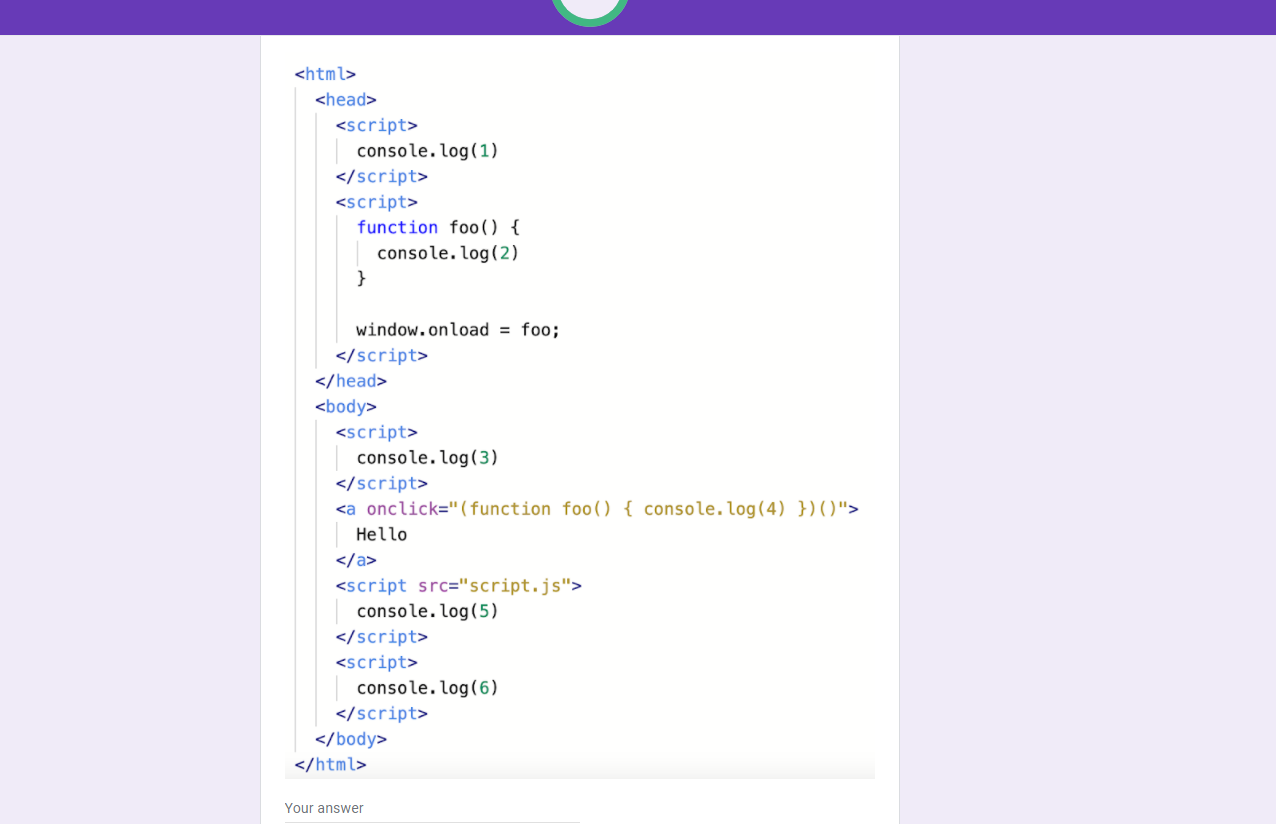 <html>
<head>
<script>
console.log(1)
</script>
<script>
function foo() {
console.log(2)
}
window.onload = foo;
</script>
</head>
<body>
<script>
console.log(3)
</script>
<a onclick="(function foo() { console.log(4) })()">
Hello
</a>
<script src="script.js">
console.log(5)
</script>
<script>
console.log(6)
</script>
</body>
</html>
Your answer